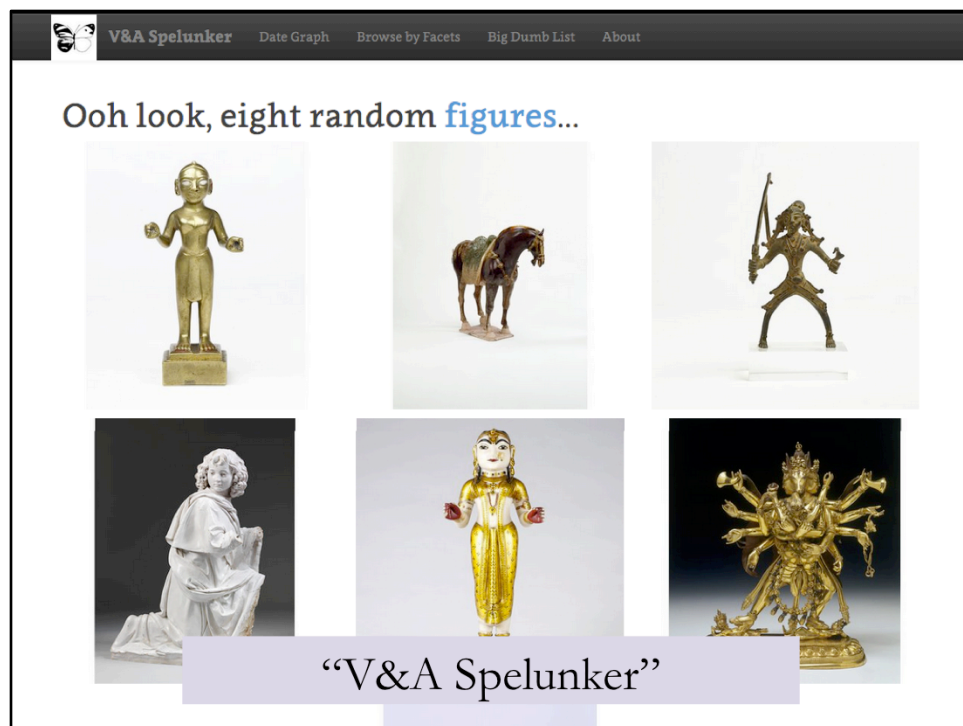 V&A Spelunker Date Graph Browse by Facets Big Dumb List About
Ooh look, eight random figures...
“V&A Spelunker”